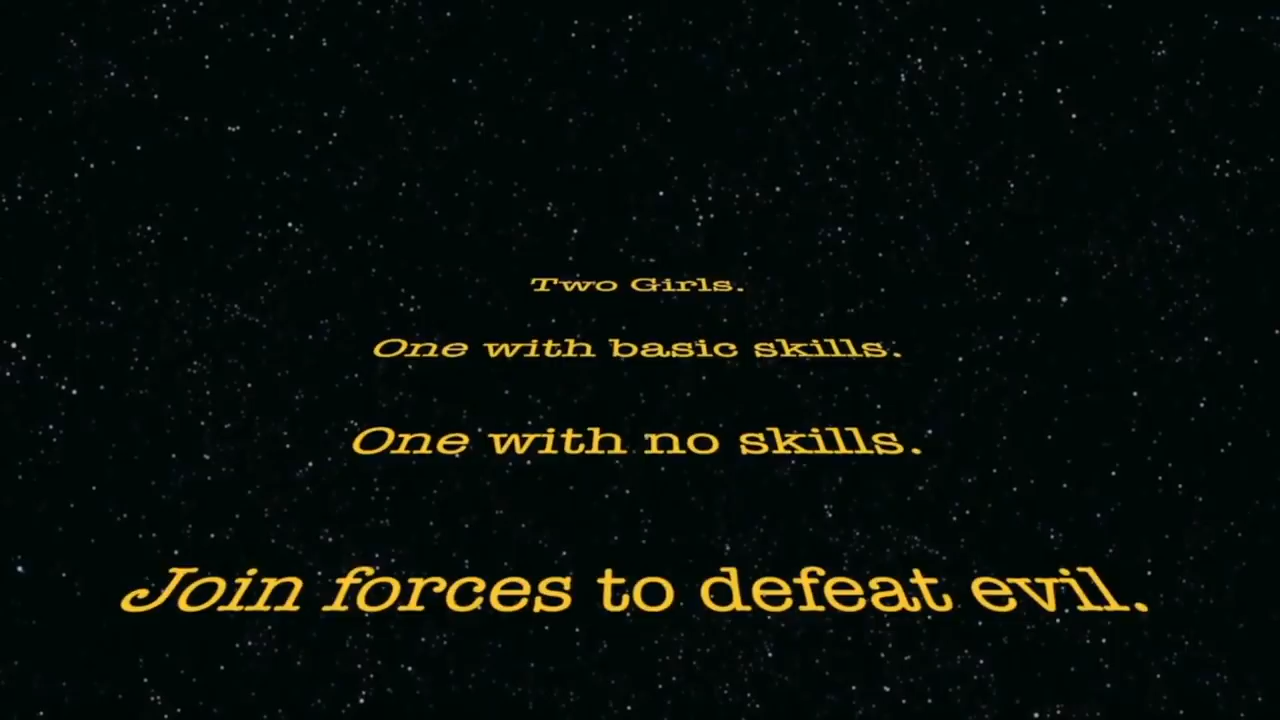 Two Girls.
One with basic skills.
One with no skills.
Join forces to defeat evil.